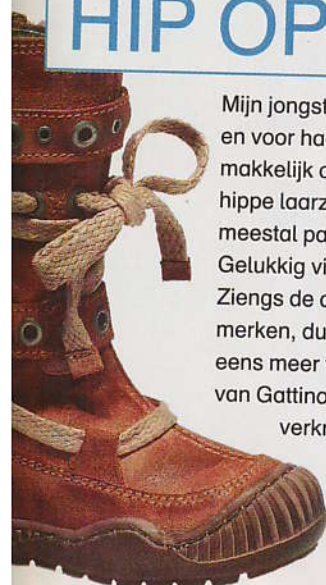 HIP OP
Mijn jongst
en voor ha
makkelijk o
hippe laarz
meestal pa
Gelukkig vi
Ziengs de
merken, du
eens meer
van Gattino
verkr